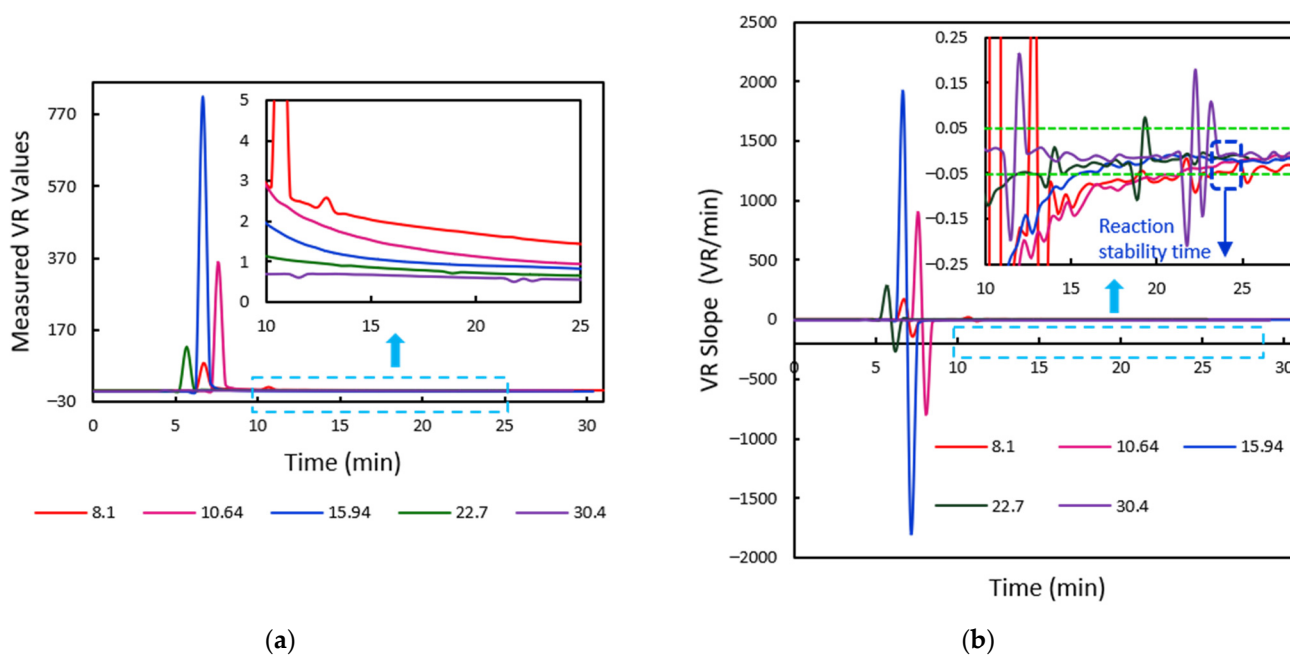 Measured VR Values
770
570
370
170
−30
0 5 10 15 20 25 30
Time (min)
5
4
3
2
1
0
10 15 20 25
8.1 10.64 15.94 22.7 30.4
(a)
VR Slope (VR/min)
2500
2000
1500
1000
500
0
−500
−1000
−1500
−2000
0 5 10 15 20 25 30
Time (min)
0.25
0.15
0.05
−0.05
−0.15
−0.25
10 15 20 25
Reaction
stability time
8.1 10.64 15.94
22.7 30.4
(b)